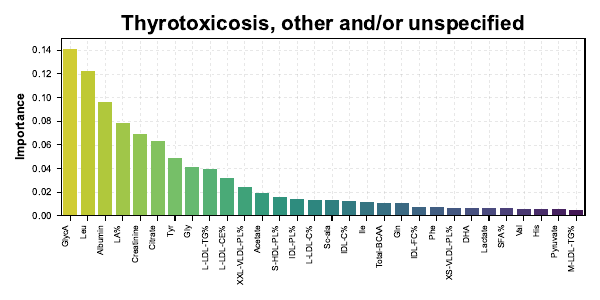 Thyrotoxicosis, other and/or unspecified
Importance
0.14
0.12
0.10
0.08
0.06
0.04
0.02
0.00
GlycA
Leu
Albumin
LA%
Creatinine
Citrate
Tyr
Gly
L-LDL-TG%
L-LDL-CE%
XXL-VLDL-PL%
Acetate
S-HDL-PL%
IDL-PL%
L-LDL-C%
Sc-ala
IDL-C%
Ile
Total-BCAA
Gln
IDL-FC%
Phe
XS-VLDL-PL%
DHA
Lactate
SFA%
Val
His
Pyruvate
M-LDL-TG%